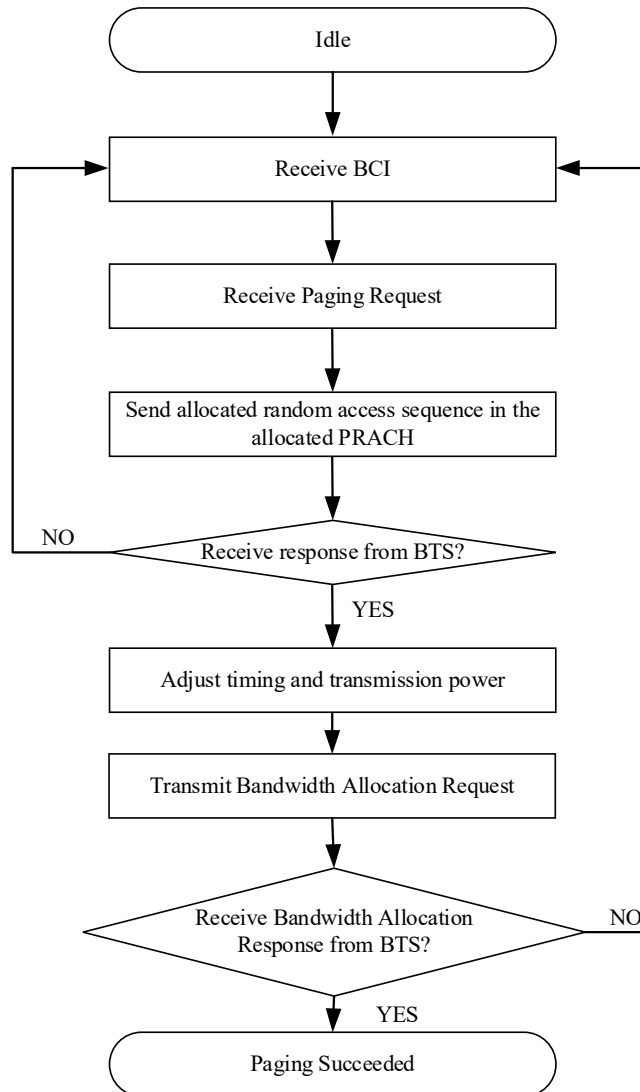 Idle
Receive BCI
Receive Paging Request
Send allocated random access sequence in the
allocated PRACH
NO
Receive response from BTS?
YES
Adjust timing and transmission power
Transmit Bandwidth Allocation Request
Receive Bandwidth Allocation
Response from BTS?
NO
YES
Paging Succeeded